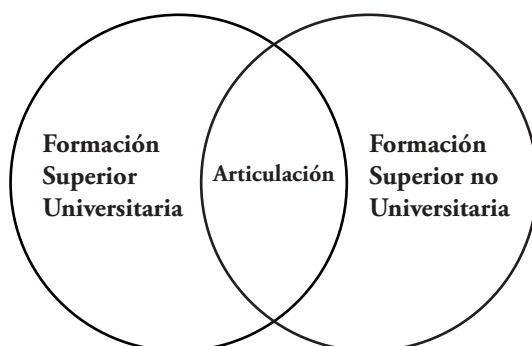 Formación
Superior
Universitaria
Articulación
Formación
Superior no
Universitaria